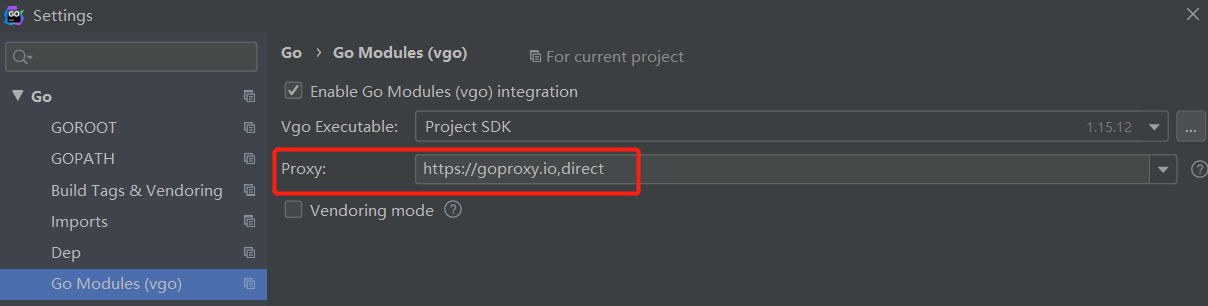 GO
Settings
Go › Go Modules (vgo)
For current project
Enable Go Modules (vgo) integration
Go
GOROOT
Vgo Executable: Project SDK 1.15.12 ...
GOPATH
Proxy: https://goproxy.io,direct ?
Build Tags & Vendoring
Vendoring mode ?
Imports
Dep
Go Modules (vgo)